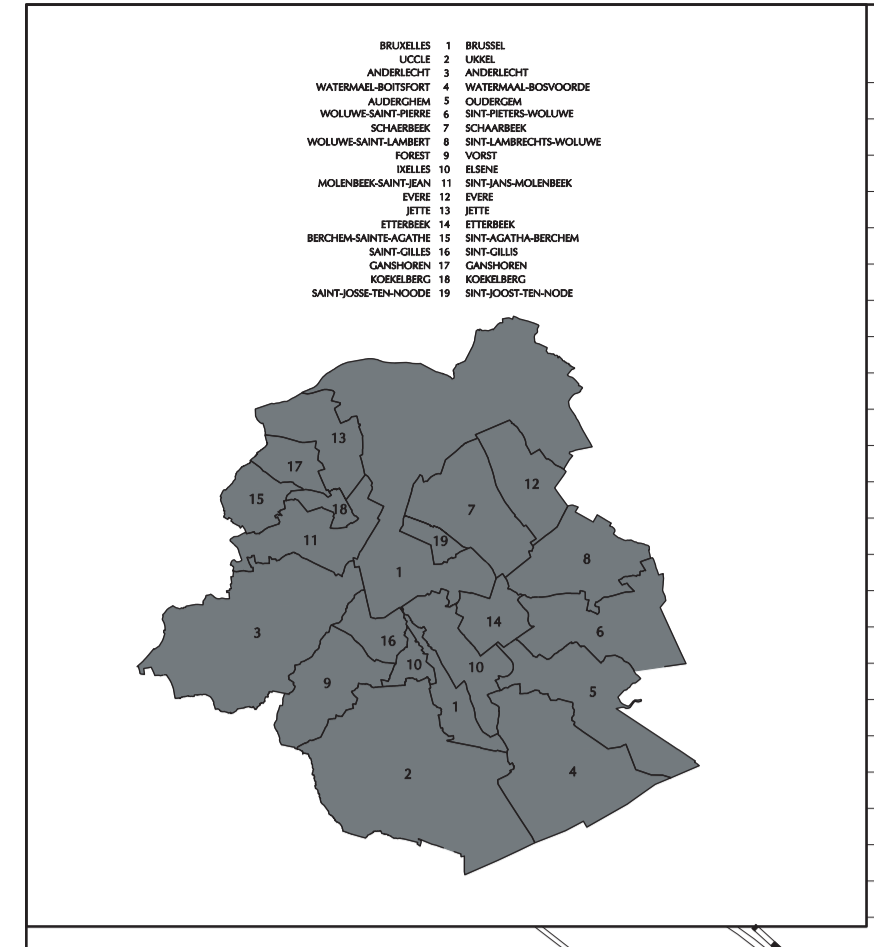 BRUXELLES 1 BRUSSEL
UCCLE 2 UKKEL
ANDERLECHT 3 ANDERLECHT
WATERMAEL-BOITSFORT 4 WATERMAAL-BOSVOORDE
AUDERGHEM 5 OUDERGEM
WOLUWE-SAINT-PIERRE 6 SINT-PIETERS-WOLUWE
SCHAERBEEK 7 SCHAARBEEK
WOLUWE-SAINT-LAMBERT 8 SINT-LAMBRECHTS-WOLUWE
FOREST 9 VORST
IXELLES 10 ELSENE
MOLENBEEK-SAINT-JEAN 11 SINT-JANS-MOLENBEEK
EVERE 12 EVERE
JETTE 13 JETTE
ETTERBEEK 14 ETTERBEEK
BERCHEM-SAINTE-AGATHE 15 SINT-AGATHA-BERCHEM
SAINT-GILLES 16 SINT-GILLIS
GANSHOREN 17 GANSHOREN
KOEKELBERG 18 KOEKELBERG
SAINT-JOSSE-TEN-NOODE 19 SINT-JOOST-TEN-NODE
13
17
12
15
18
7
11
19
8
1
14
3
6
16
10
10
9
5
1
2
4